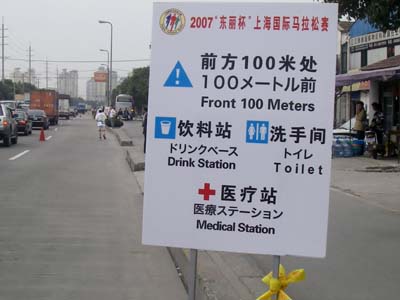 2007 "东丽杯"上海国际马拉松赛
前方100米处
100メートル前
Front 100 Meters
饮料站
ドリンクベース
Drink Station
洗手间
トイレ
Toilet
医疗站
医療ステーション
Medical Station